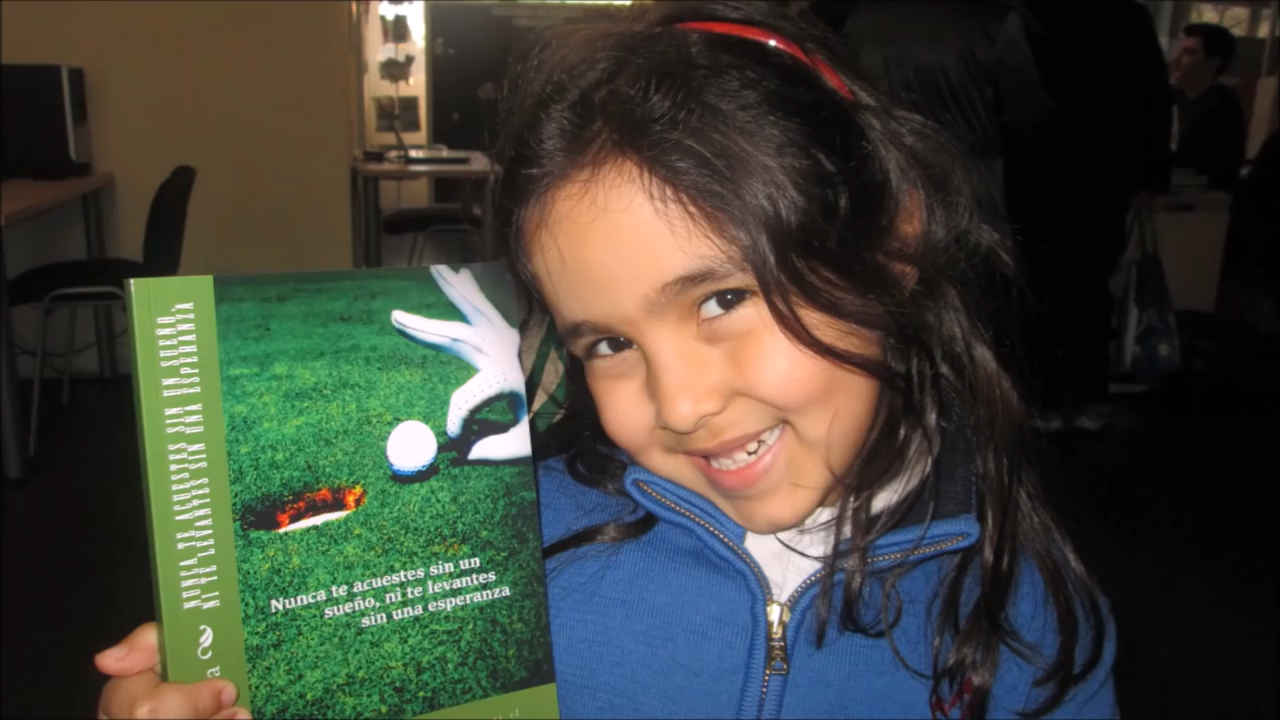 NUNCA TE ACUESTES SIN UN SUEÑO,
NI TE LEVANTES SIN UNA ESPERANZA
Nunca te acuestes sin un
sueño, ni te levantes
sin una esperanza